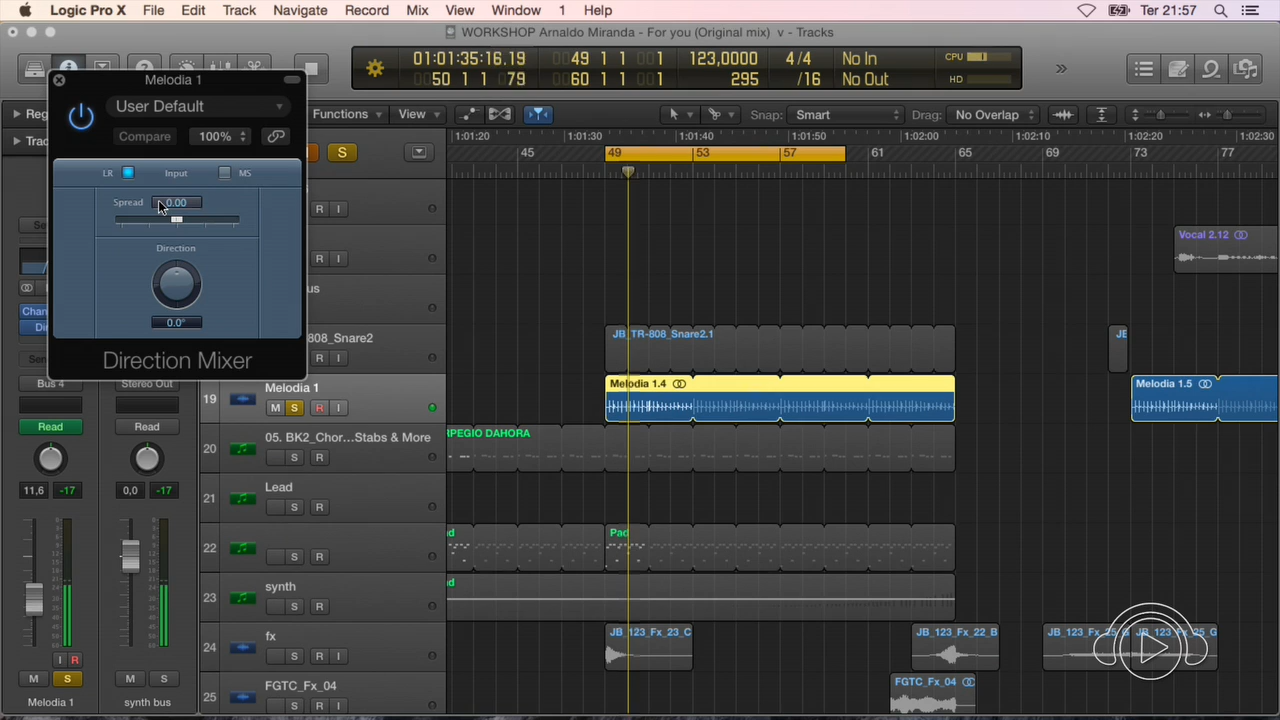 Logic Pro X File Edit Track Navigate Record Mix View Window 1 Help Ter 21:57
WORKSHOP Arnaldo Miranda - For you (Original mix) v - Tracks
01:01:35:16.19 49 1 1 1 123,0000 4/4 No In CPU
50 1 1 79 60 1 1 1 295 /16 No Out HD
Melodia 1
User Default
Compare 100%
Functions View Snap: Smart Drag: No Overlap
LR Input MS
Spread 0.00
Direction
0.0°
Direction Mixer
1:01:20 1:01:30 1:01:40 1:01:50 1:02:00 1:02:10 1:02:20 1:02:30
S 45 49 53 57 61 65 69 73 77
R I
R I Vocal 2.12
us
808_Snare2 JB_TR-808_Snare2.1 JB
R I
19 Melodia 1 Melodia 1.4 Melodia 1.5
M S R I
20 05. BK2_Chor...Stabs & More RPEGIO DAHORA
S R
21 Lead
S R
22 Pad
S R
23 synth
S R
24 fx JB_123_Fx_23_C JB_123_Fx_22_B JB_123_Fx_25_G JB_123_Fx_25_G
S R I
25 FGTC_Fx_04 FGTC_Fx_04
S R I
Bus 4 Stereo Out
Read Read
11,6 -17 0,0 -17
I R
M S M S
Melodia 1 synth bus